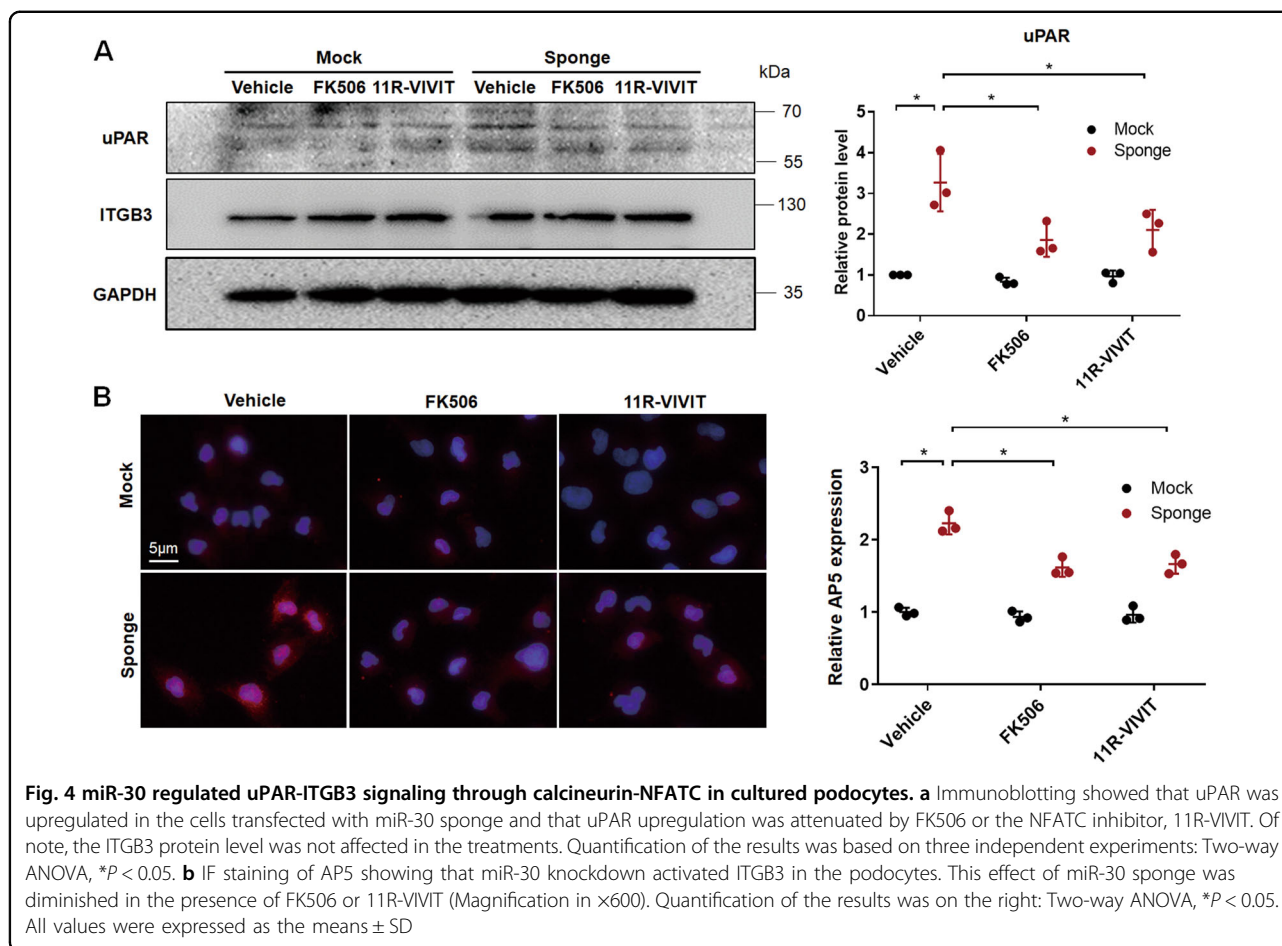 A
Mock
Sponge
kDa
Vehicle FK506 11R-VIVIT Vehicle FK506 11R-VIVIT
uPAR
70
55
ITGB3
130
GAPDH
35
uPAR
*
* *
Mock
Sponge
Relative protein level
5
4
3
2
1
0
Vehicle
FK506
11R-VIVIT
B
Vehicle FK506 11R-VIVIT
Mock
5μm
Sponge
*
* *
Mock
Sponge
Relative AP5 expression
3
2
1
0
Vehicle
FK506
11R-VIVIT
Fig. 4 miR-30 regulated uPAR-ITGB3 signaling through calcineurin-NFATC in cultured podocytes. a Immunoblotting showed that uPAR was
upregulated in the cells transfected with miR-30 sponge and that uPAR upregulation was attenuated by FK506 or the NFATC inhibitor, 11R-VIVIT. Of
note, the ITGB3 protein level was not affected in the treatments. Quantification of the results was based on three independent experiments: Two-way
ANOVA, *P < 0.05. b IF staining of AP5 showing that miR-30 knockdown activated ITGB3 in the podocytes. This effect of miR-30 sponge was
diminished in the presence of FK506 or 11R-VIVIT (Magnification in ×600). Quantification of the results was on the right: Two-way ANOVA, *P < 0.05.
All values were expressed as the means ± SD